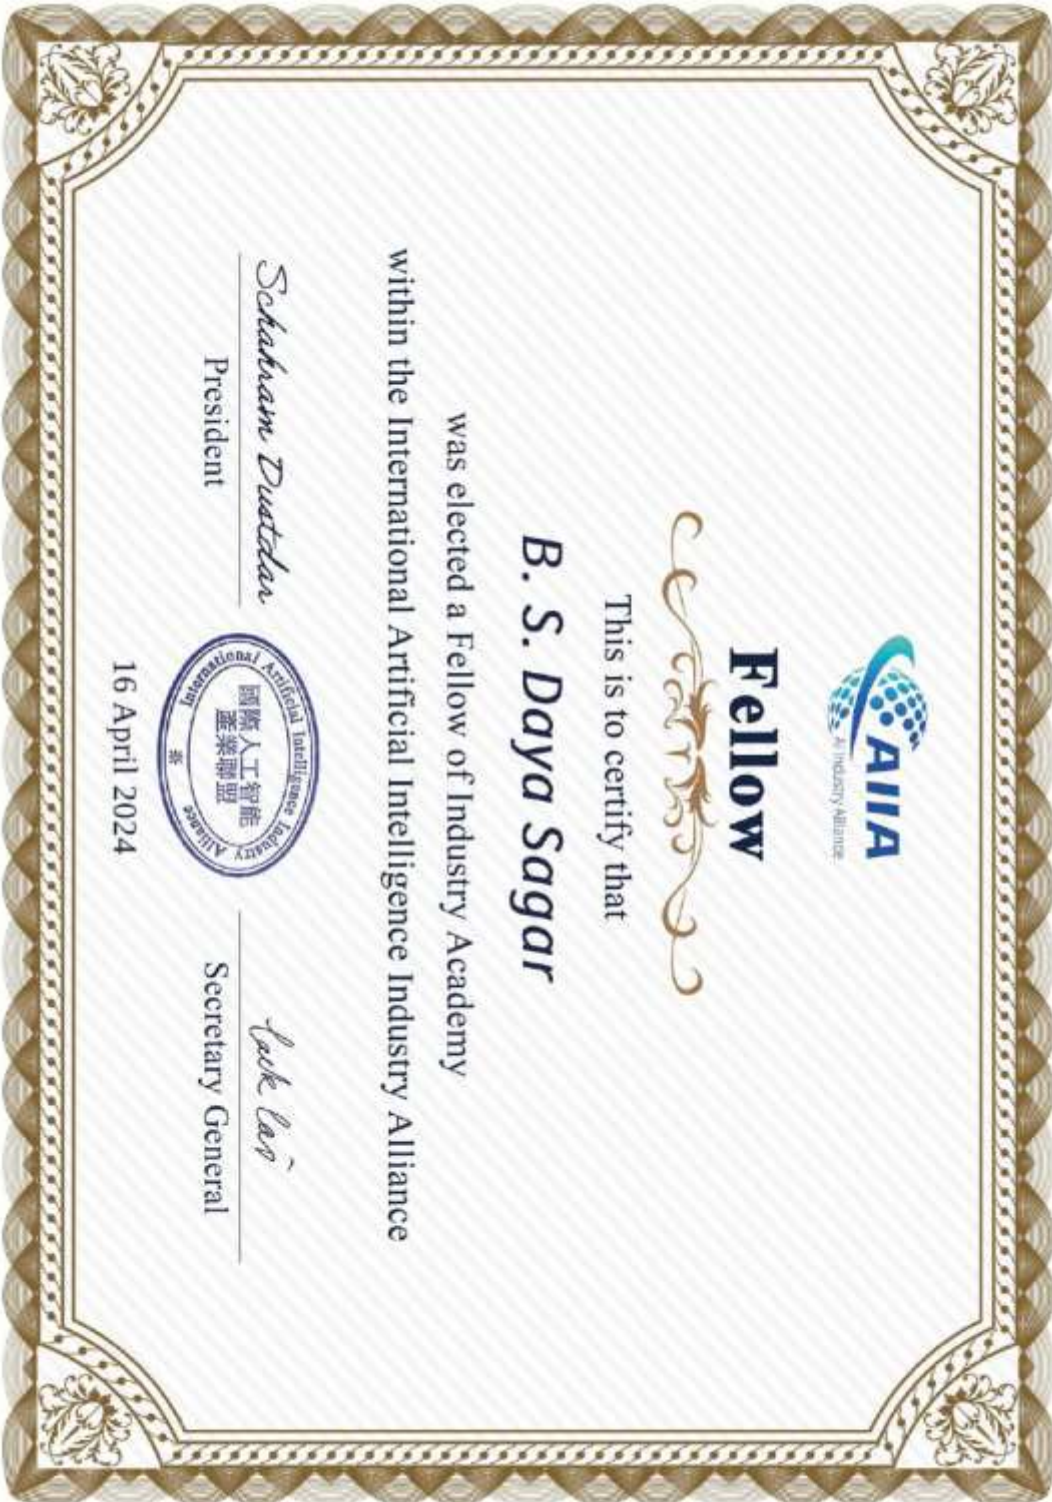 AIIA
AI Industry Alliance
Fellow
This is to certify that
B. S. Daya Sagar
was elected a Fellow of Industry Academy
within the International Artificial Intelligence Industry Alliance
Schahram Dustdar
President
International Artificial Intelligence Industry Alliance
國際人工智能
產業聯盟
Secretary General
16 April 2024